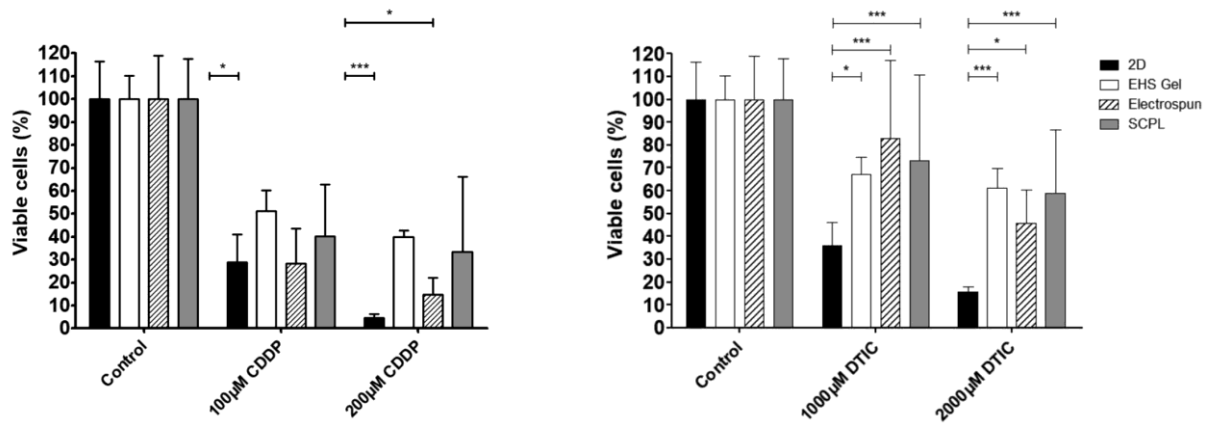 *
*
***
Viable cells (%)
120
110
100
90
80
70
60
50
40
30
20
10
0
Control
100µM CDDP
200µM CDDP
***
***
***
*
*
***
Viable cells (%)
120
110
100
90
80
70
60
50
40
30
20
10
0
Control
1000µM DTIC
2000µM DTIC
2D
EHS Gel
Electrospun
SCPL